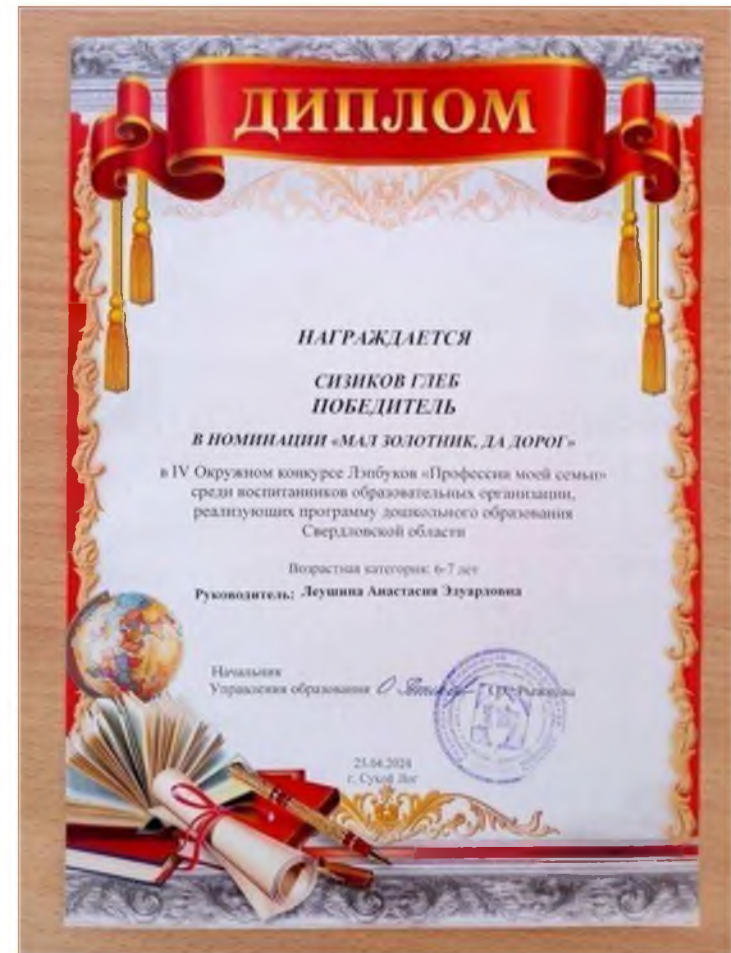 ДИПЛОМ
НАГРАЖДАЕТСЯ
СИЗИКОВ ГЛЕБ
ПОБЕДИТЕЛЬ
В НОМИНАЦИИ «МАЛ ЗОЛОТНИК, ДА ДОРОГ»
в IV Окружном конкурсе Лэпбуков «Профессии моей семьи»
среди воспитанников образовательных организации,
реализующих программу дошкольного образования
Свердловской области
Возрастная категория: 6-7 лет
Руководитель: Леушина Анастасия Эдуардовна
Начальник
Управления образования
23.04.2024
г. Сухой Лог